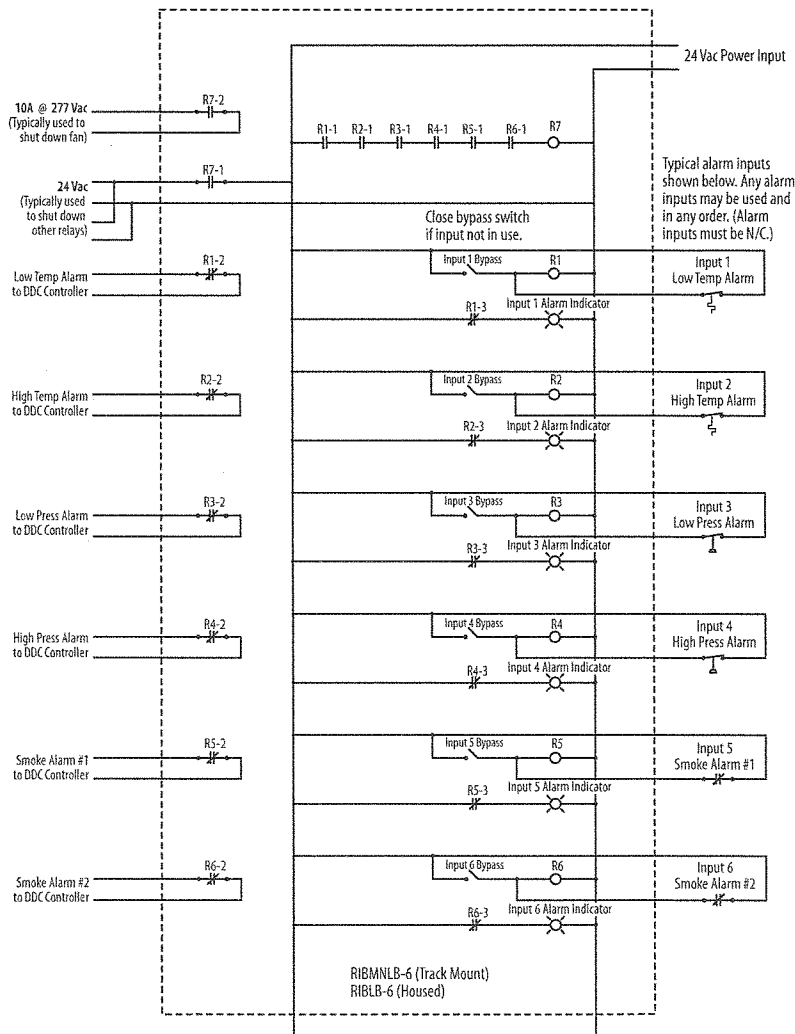 24 Vac Power Input
R7-2
10A @ 277 Vac
(Typically used to
shut down fan)
R1-1 R2-1 R3-1 R4-1 R5-1 R6-1 R7
R7-1
24 Vac
(Typically used
to shut down
other relays)
Typical alarm inputs
shown below. Any alarm
inputs may be used and
in any order. (Alarm
inputs must be N/C.)
Close bypass switch
if input not in use.
R1-2
Low Temp Alarm
to DDC Controller
Input 1 Bypass
R1
Input 1
Low Temp Alarm
R1-3
Input 1 Alarm Indicator
R2-2
High Temp Alarm
to DDC Controller
Input 2 Bypass
R2
Input 2
High Temp Alarm
R2-3
Input 2 Alarm Indicator
R3-2
Low Press Alarm
to DDC Controller
Input 3 Bypass
R3
Input 3
Low Press Alarm
R3-3
Input 3 Alarm Indicator
R4-2
High Press Alarm
to DDC Controller
Input 4 Bypass
R4
Input 4
High Press Alarm
R4-3
Input 4 Alarm Indicator
R5-2
Smoke Alarm #1
to DDC Controller
Input 5 Bypass
R5
Input 5
Smoke Alarm #1
R5-3
Input 5 Alarm Indicator
R6-2
Smoke Alarm #2
to DDC Controller
Input 6 Bypass
R6
Input 6
Smoke Alarm #2
R6-3
Input 6 Alarm Indicator
RIBMNLB-6 (Track Mount)
RIBLB-6 (Housed)